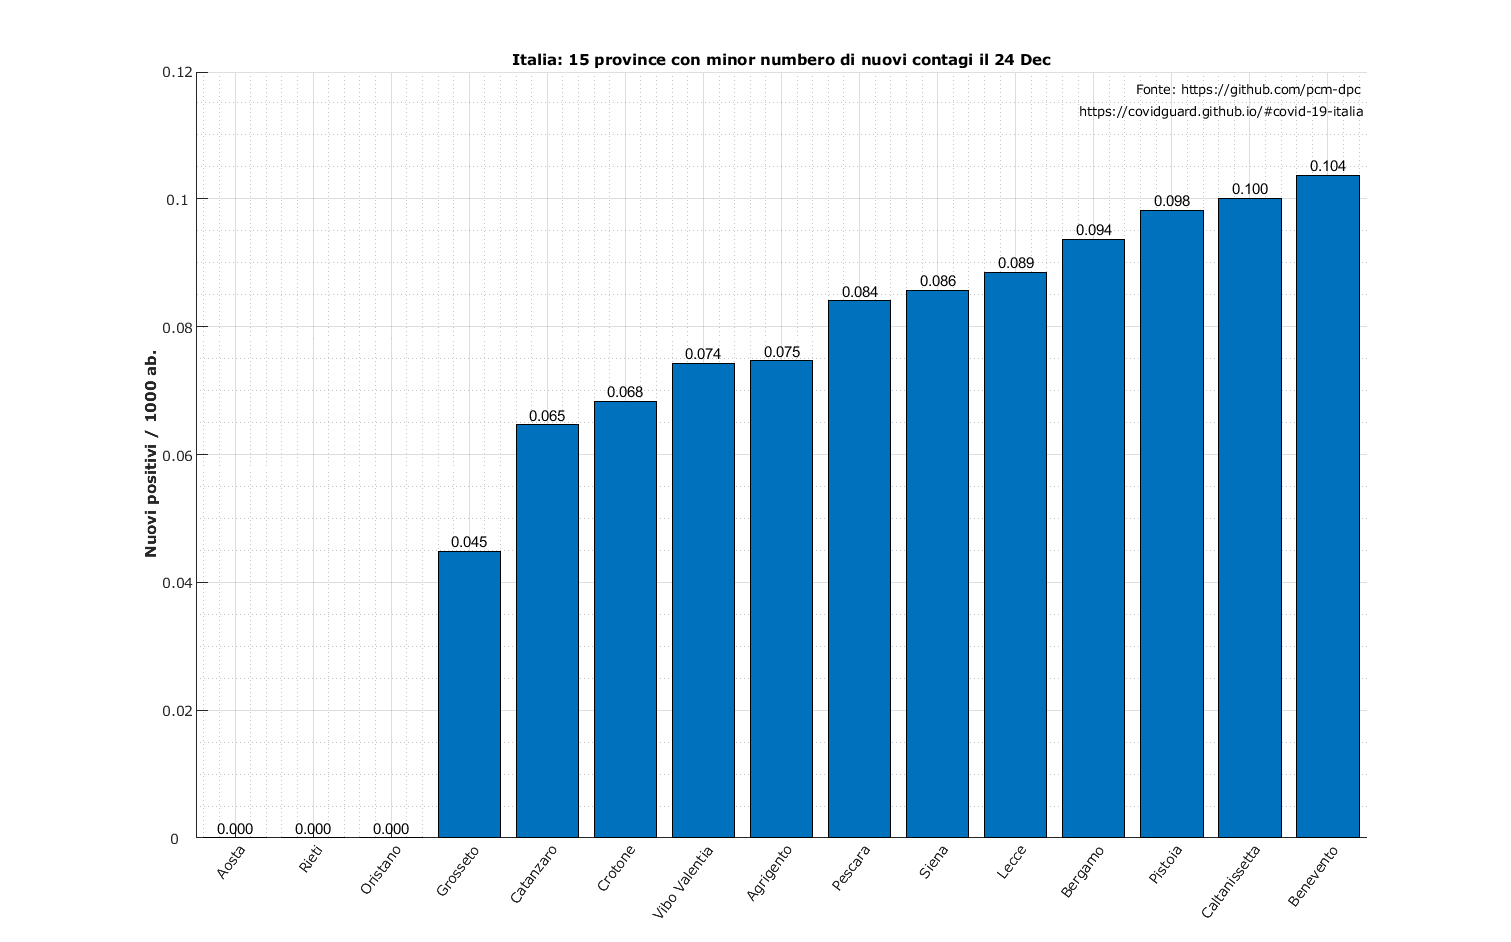 Italia: 15 province con minor numbero di nuovi contagi il 24 Dec
Fonte: https://github.com/pcm-dpc
https://covidguard.github.io/#covid-19-italia
Nuovi positivi / 1000 ab.
0.12
0.1
0.08
0.06
0.04
0.02
0
0.000
0.000
0.000
0.045
0.065
0.068
0.074
0.075
0.084
0.086
0.089
0.094
0.098
0.100
0.104
Aosta
Rieti
Oristano
Grosseto
Catanzaro
Crotone
Vibo Valentia
Agrigento
Pescara
Siena
Lecce
Bergamo
Pistoia
Caltanissetta
Benevento